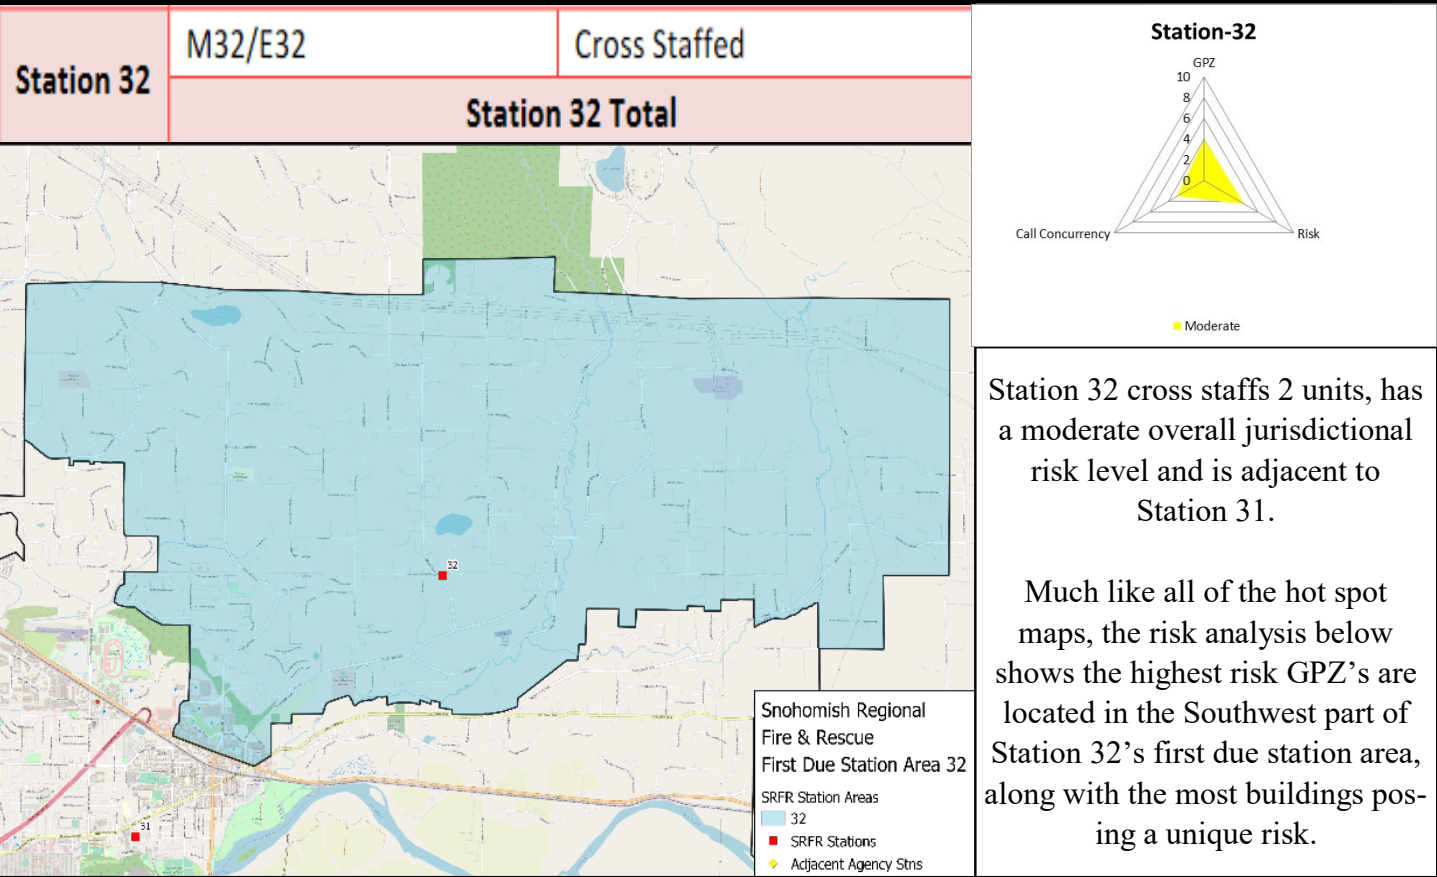 Station 32
M32/E32
Cross Staffed
Station 32 Total
Station-32
GPZ
10
8
6
4
2
0
Call Concurrency
Risk
Moderate
32
31
Snohomish Regional
Fire & Rescue
First Due Station Area 32
SRFR Station Areas
32
SRFR Stations
Adjacent Agency Stns
Station 32 cross staffs 2 units, has
a moderate overall jurisdictional
risk level and is adjacent to
Station 31.
Much like all of the hot spot
maps, the risk analysis below
shows the highest risk GPZ’s are
located in the Southwest part of
Station 32’s first due station area,
along with the most buildings pos-
ing a unique risk.